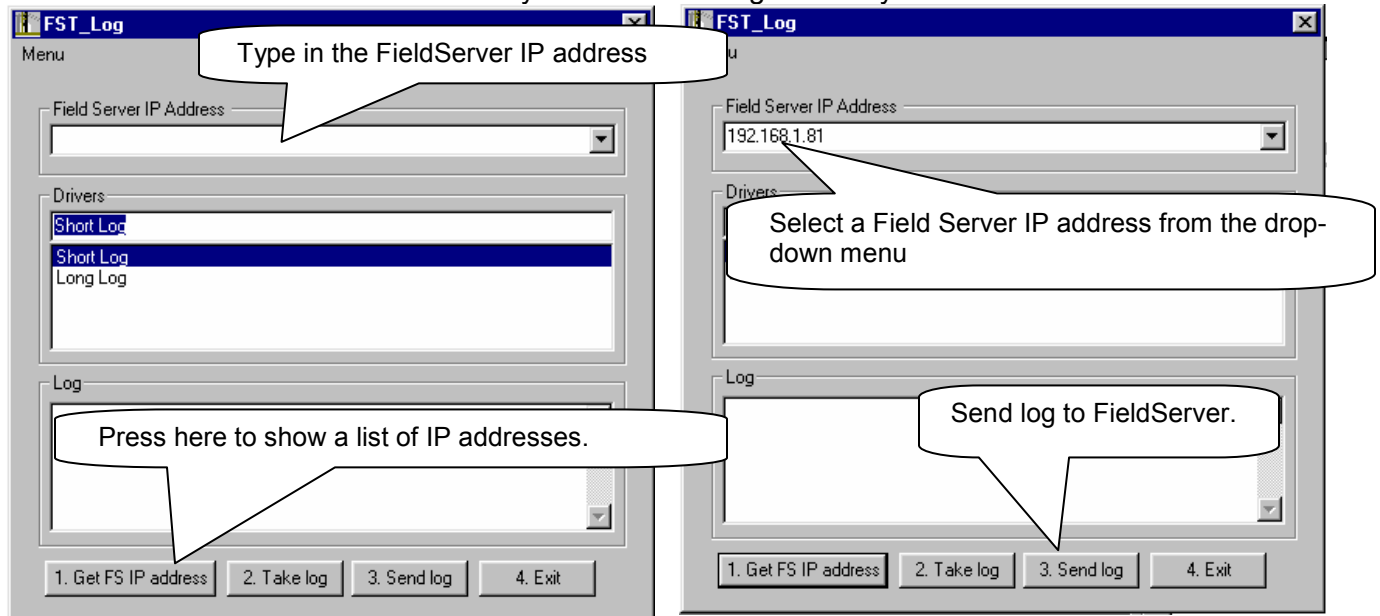 FST_Log
Menu
Type in the FieldServer IP address
Field Server IP Address
Drivers
Short Log
Short Log
Long Log
Log
Press here to show a list of IP addresses.
1. Get FS IP address 2. Take log 3. Send log 4. Exit
FST_Log
u
Field Server IP Address
192.168.1.81
Drivers
Select a Field Server IP address from the drop-
down menu
Log
Send log to FieldServer.
1. Get FS IP address 2. Take log 3. Send log 4. Exit